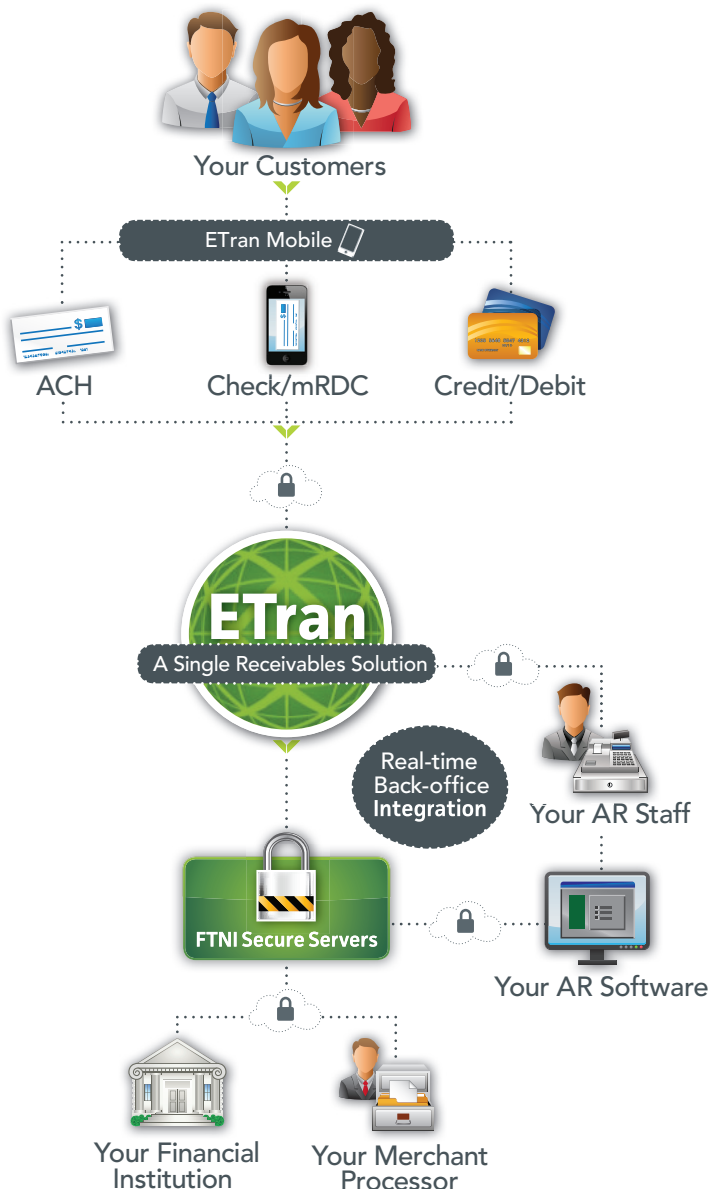 Your Customers
ETran Mobile
$
ACH
Check/mRDC
Credit/Debit
ETran
A Single Receivables Solution
Real-time
Back-office
Integration
Your AR Staff
FTNI Secure Servers
Your AR Software
Your Financial
Institution
Your Merchant
Processor